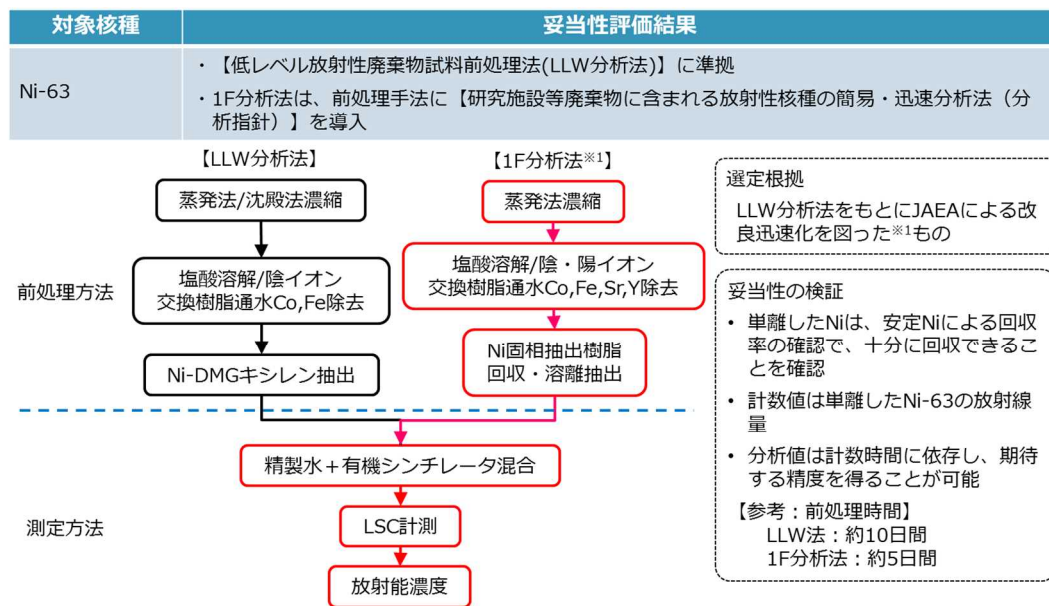 対象核種
妥当性評価結果
Ni-63
・【低レベル放射性廃棄物試料前処理法(LLW分析法)】に準拠
・1F分析法は、前処理手法に【研究施設等廃棄物に含まれる放射性核種の簡易・迅速分析法（分
析指針）】を導入
【LLW分析法】
【1F分析法※1】
蒸発法/沈殿法濃縮
蒸発法濃縮
前処理方法
塩酸溶解/陰イオン
交換樹脂通水Co,Fe除去
塩酸溶解/陰・陽イオン
交換樹脂通水Co,Fe,Sr,Y除去
Ni-DMGキシレン抽出
Ni固相抽出樹脂
回収・溶離抽出
測定方法
精製水＋有機シンチレータ混合
LSC計測
放射能濃度
選定根拠
LLW分析法をもとにJAEAによる改
良迅速化を図った※1もの
妥当性の検証
• 単離したNiは、安定Niによる回収
率の確認で、十分に回収できるこ
とを確認
• 計数値は単離したNi-63の放射線
量
• 分析値は計数時間に依存し、期待
する精度を得ることが可能
【参考：前処理時間】
LLW法：約10日間
1F分析法：約5日間